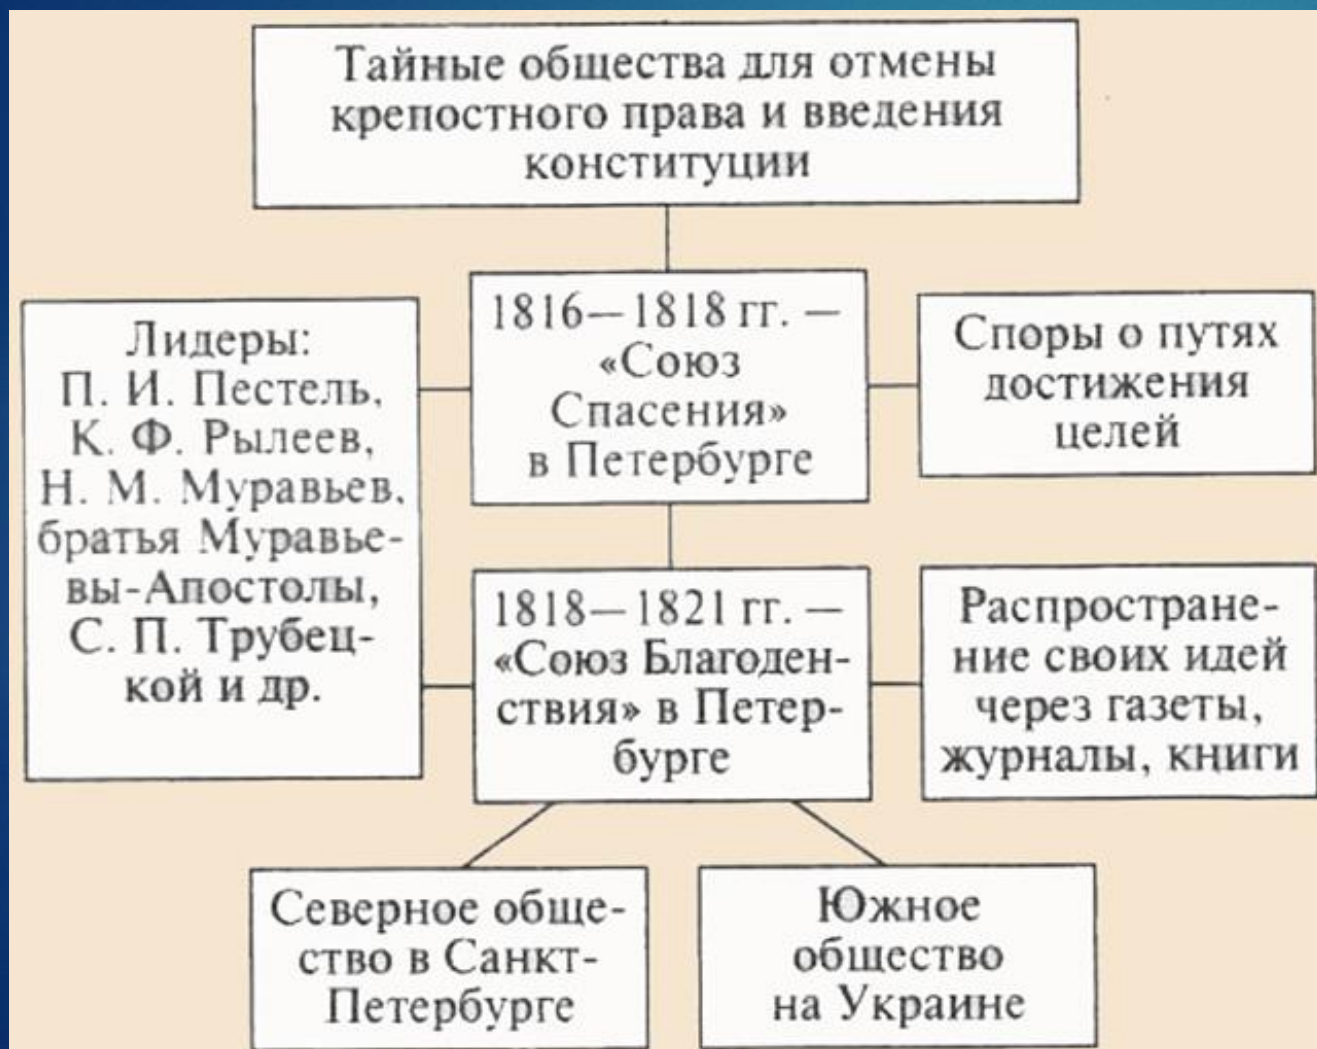 Тайные общества для отмены
крепостного права и введения
конституции
Лидеры:
П. И. Пестель,
К. Ф. Рылеев,
Н. М. Муравьев,
братья Муравье-
вы-Апостолы,
С. П. Трубец-
кой и др.
1816—1818 гг. —
«Союз
Спасения»
в Петербурге
Споры о путях
достижения
целей
1818—1821 гг. —
«Союз Благоден-
ствия» в Петер-
бурге
Распростране-
ние своих идей
через газеты,
журналы, книги
Северное обще-
ство в Санкт-
Петербурге
Южное
общество
на Украине